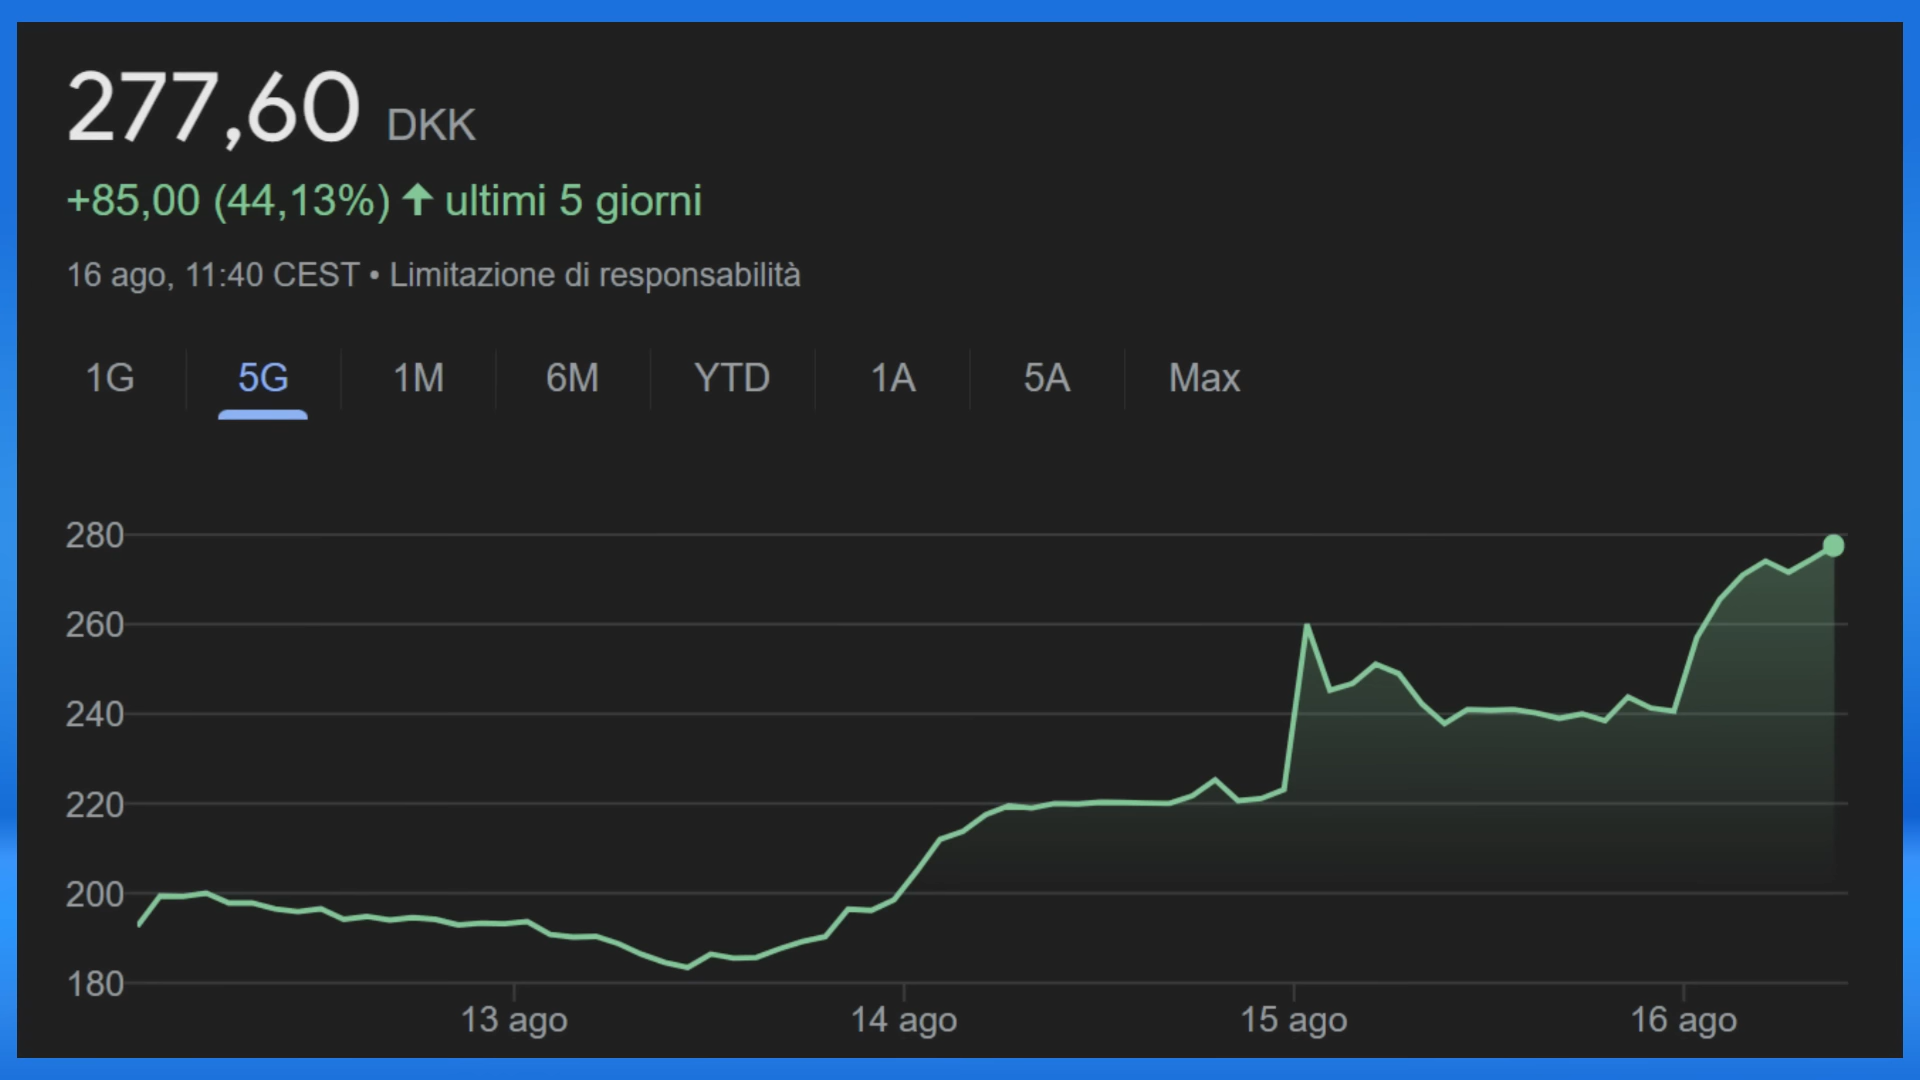 277,60 DKK
+85,00 (44,13%) ↑ ultimi 5 giorni
16 ago, 11:40 CEST • Limitazione di responsabilità
1G 5G 1M 6M YTD 1A 5A Max
280
260
240
220
200
180
13 ago 14 ago 15 ago 16 ago